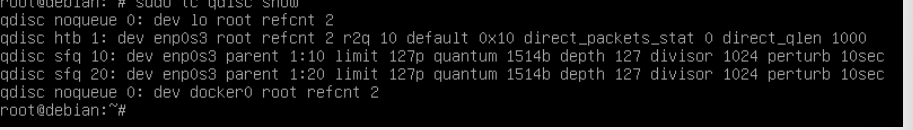 root@debian:~# sudo tc qdisc show
qdisc noqueue 0: dev lo root refcnt 2
qdisc htb 1: dev enp0s3 root refcnt 2 r2q 10 default 0x10 direct_packets_stat 0 direct_qlen 1000
qdisc sfq 10: dev enp0s3 parent 1:10 limit 127p quantum 1514b depth 127 divisor 1024 perturb 10sec
qdisc sfq 20: dev enp0s3 parent 1:20 limit 127p quantum 1514b depth 127 divisor 1024 perturb 10sec
qdisc noqueue 0: dev docker0 root refcnt 2
root@debian:~#